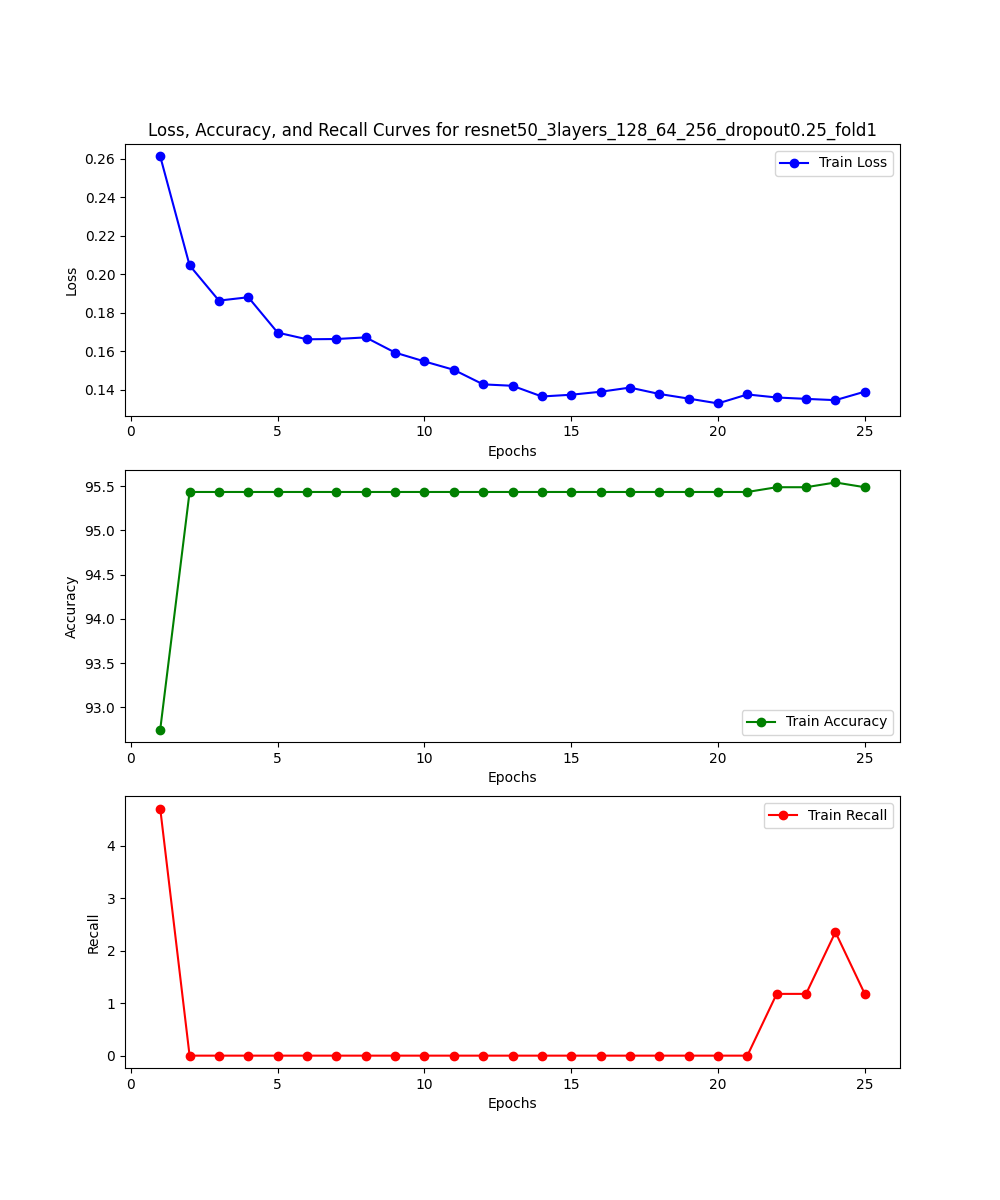 Loss, Accuracy, and Recall Curves for resnet50_3layers_128_64_256_dropout0.25_fold1
Train Loss
Loss
0.26
0.24
0.22
0.20
0.18
0.16
0.14
0 5 10 15 20 25
Epochs
Train Accuracy
Accuracy
95.5
95.0
94.5
94.0
93.5
93.0
0 5 10 15 20 25
Epochs
Train Recall
Recall
4
3
2
1
0
0 5 10 15 20 25
Epochs